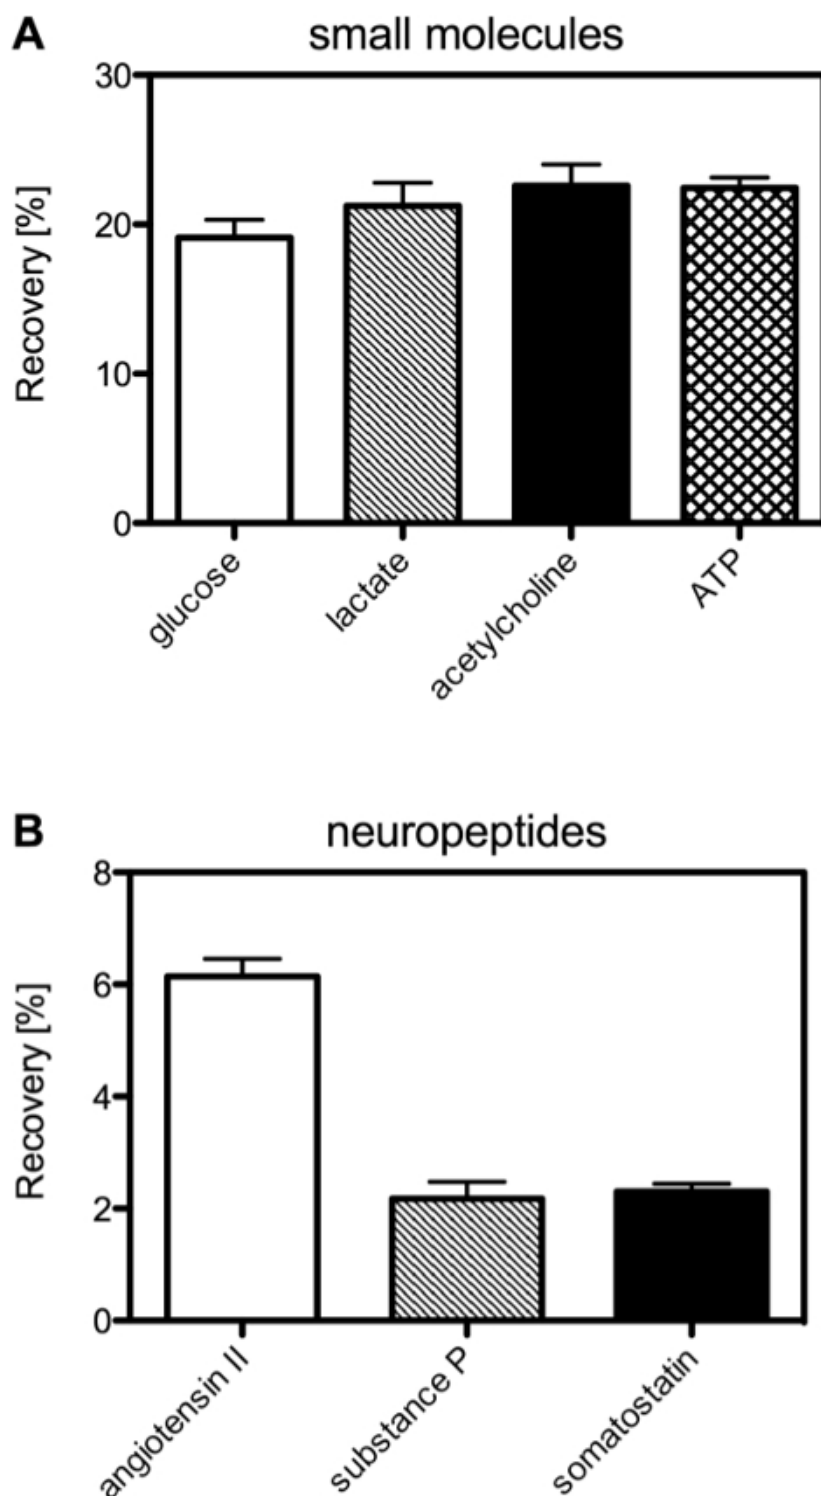 A small molecules
Recovery [%]
30
20
10
0
glucose
lactate
acetylcholine
ATP
B neuropeptides
Recovery [%]
8
6
4
2
0
angiotensin II
substance P
somatostatin